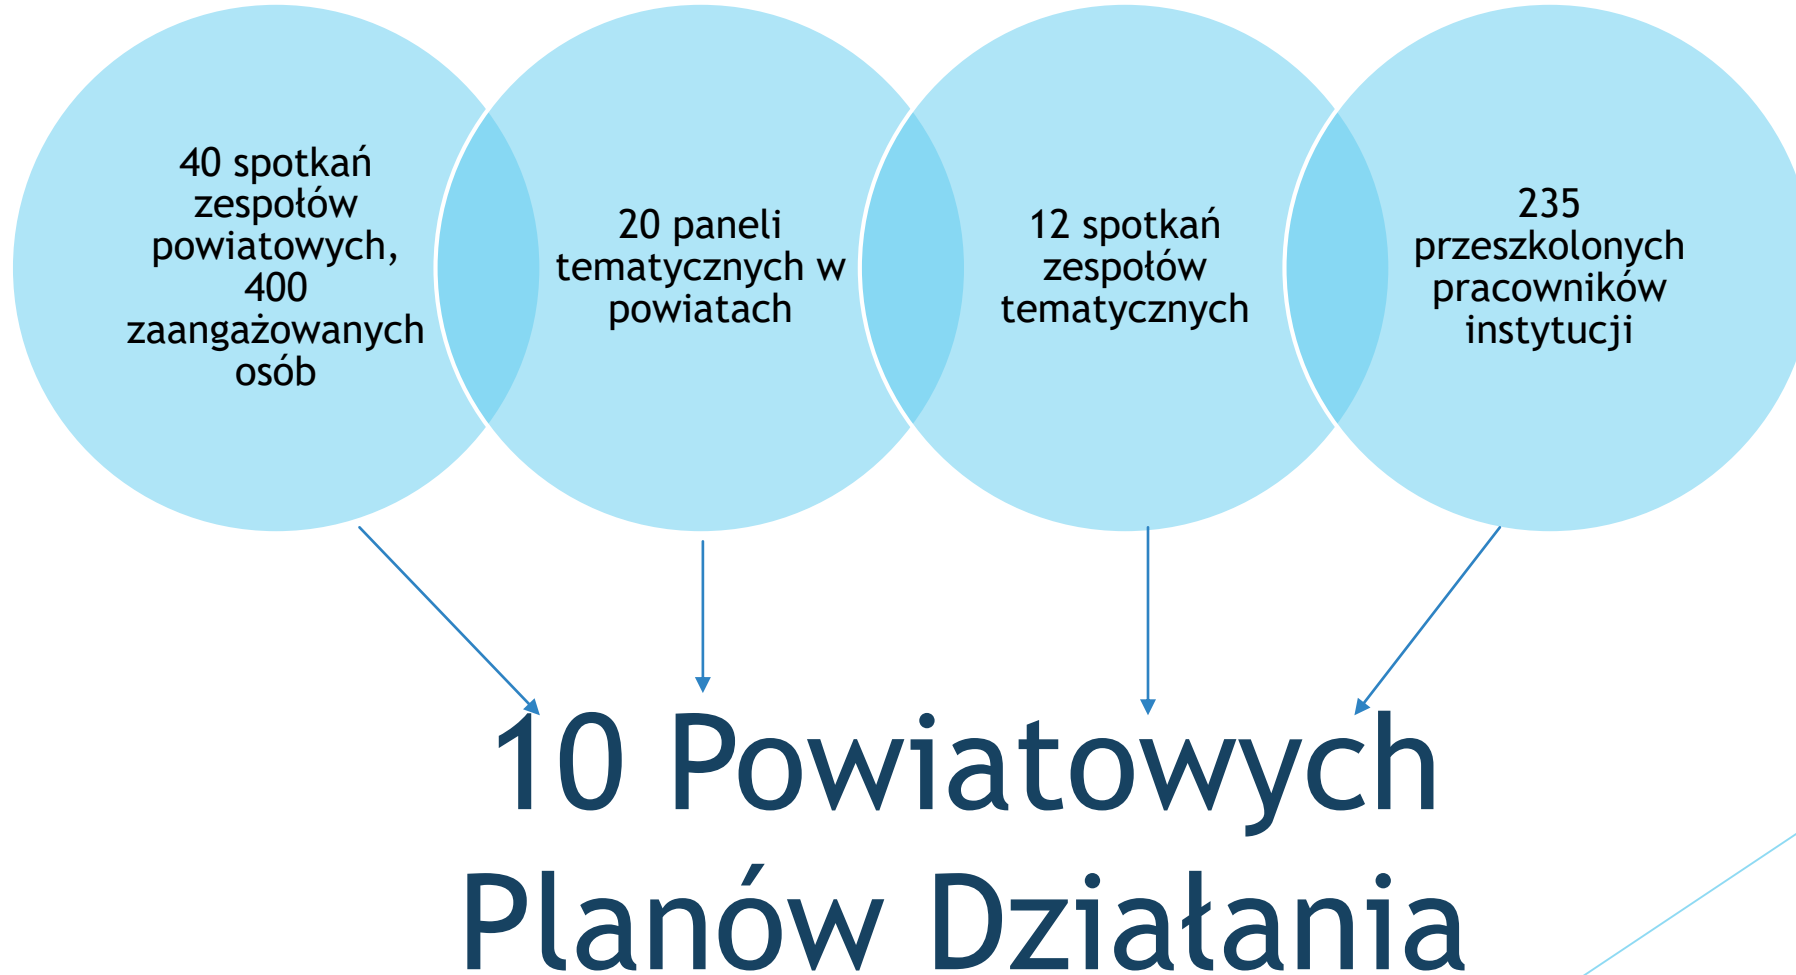 40 spotkań
zespołów
powiatowych,
400
zaangażowanych
osób
20 paneli
tematycznych w
powiatach
12 spotkań
zespołów
tematycznych
235
przeszkolonych
pracowników
instytucji
10 Powiatowych
Planów Działania